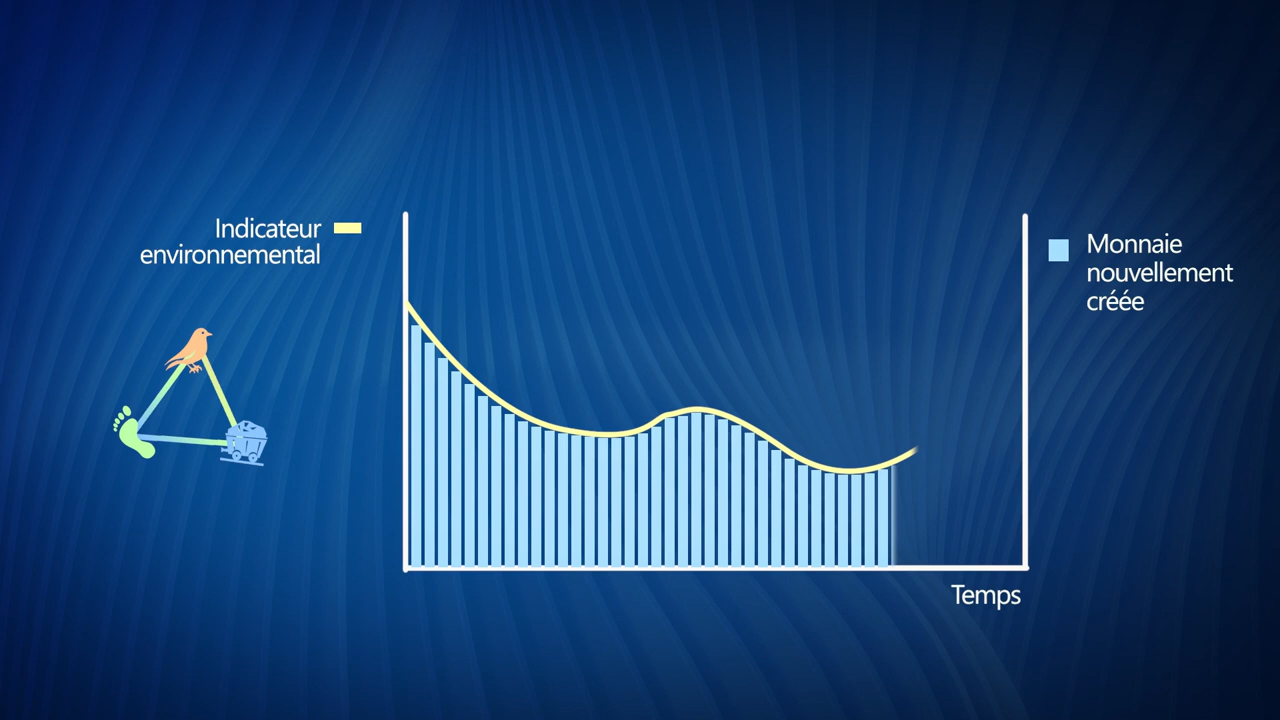 Indicateur
environnemental
Monnaie
nouvellement
créée
Temps